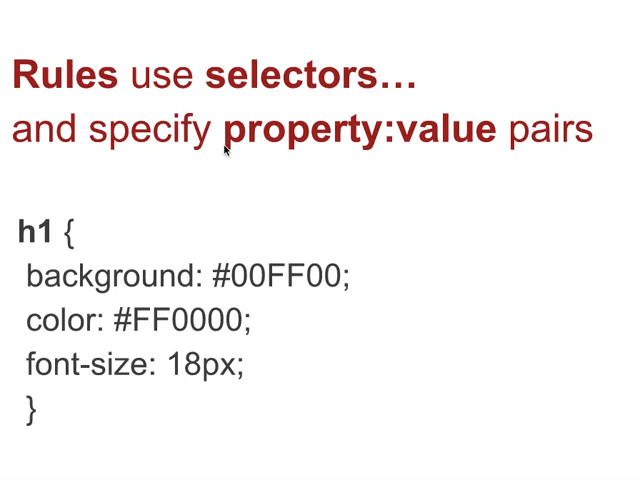 Rules use selectors…
and specify property:value pairs
h1 {
background: #00FF00;
color: #FF0000;
font-size: 18px;
}